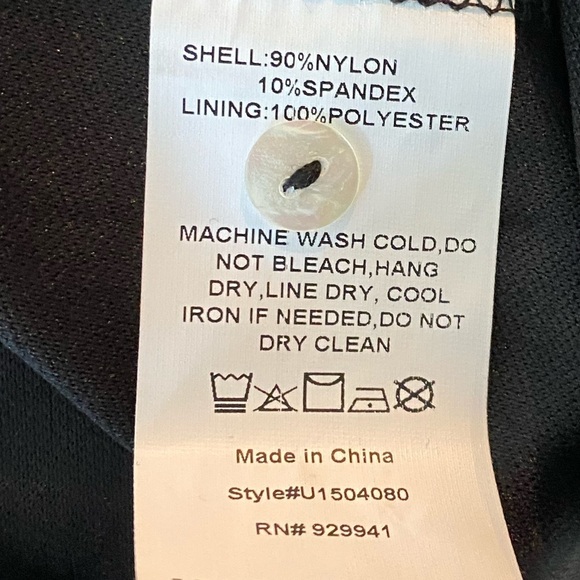 SHELL:90%NYLON
10%SPANDEX
LINING:100%POLYESTER
MACHINE WASH COLD,DO
NOT BLEACH,HANG
DRY,LINE DRY, COOL
IRON IF NEEDED,DO NOT
DRY CLEAN
Made in China
Style#U1504080
RN# 929941